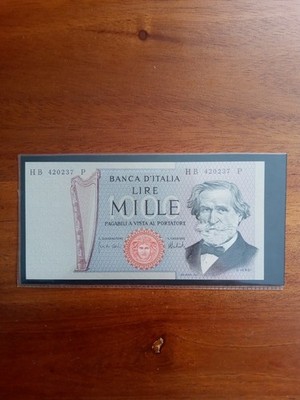 HB 420237 P HB 420237 P
BANCA D'ITALIA
LIRE
MILLE
PAGABILI A VISTA AL PORTATORE